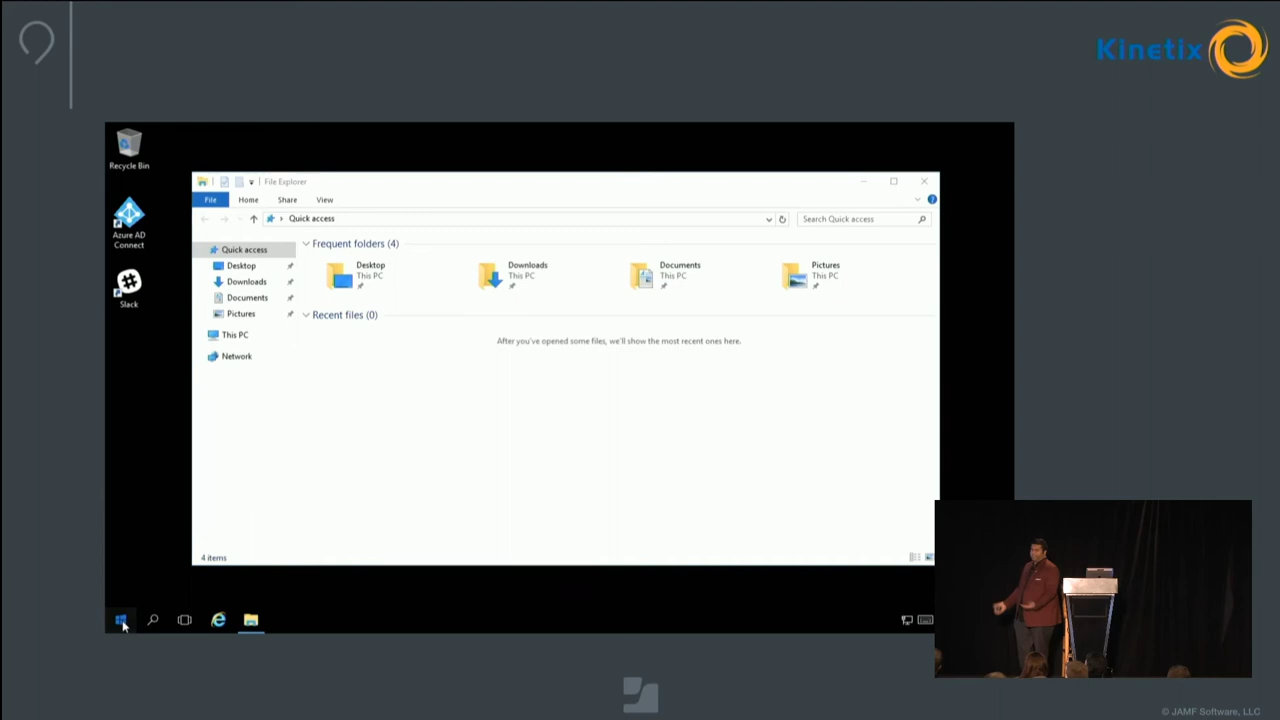 Kinetix
Recycle Bin
Azure AD
Connect
Slack
File Explorer
File Home Share View
Quick access
Search Quick access
Quick access
Desktop
Downloads
Documents
Pictures
This PC
Network
Frequent folders (4)
Desktop
This PC
Downloads
This PC
Documents
This PC
Pictures
This PC
Recent files (0)
After you've opened some files, we'll show the most recent ones here.
4 items
© JAMF Software, LLC